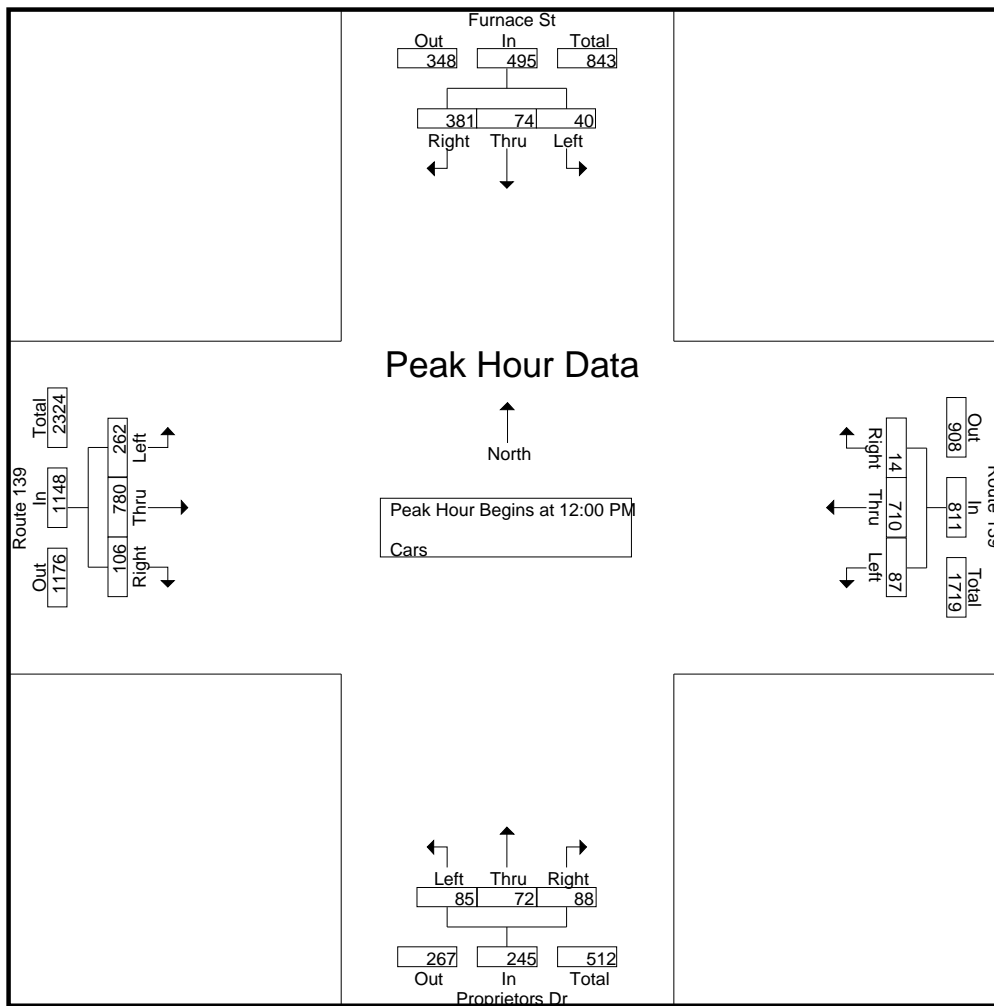 Furnace St
Out In Total
348 495 843
381 74 40
Right Thru Left
Peak Hour Data
North
Peak Hour Begins at 12:00 PM
Cars
Route 139
Total In Out
2324 1148 1176
262 780 106
Left Thru Right
Route 139
Out In Total
908 811 1719
14 710 87
Right Thru Left
Left Thru Right
85 72 88
267 245 512
Out In Total
Proprietors Dr